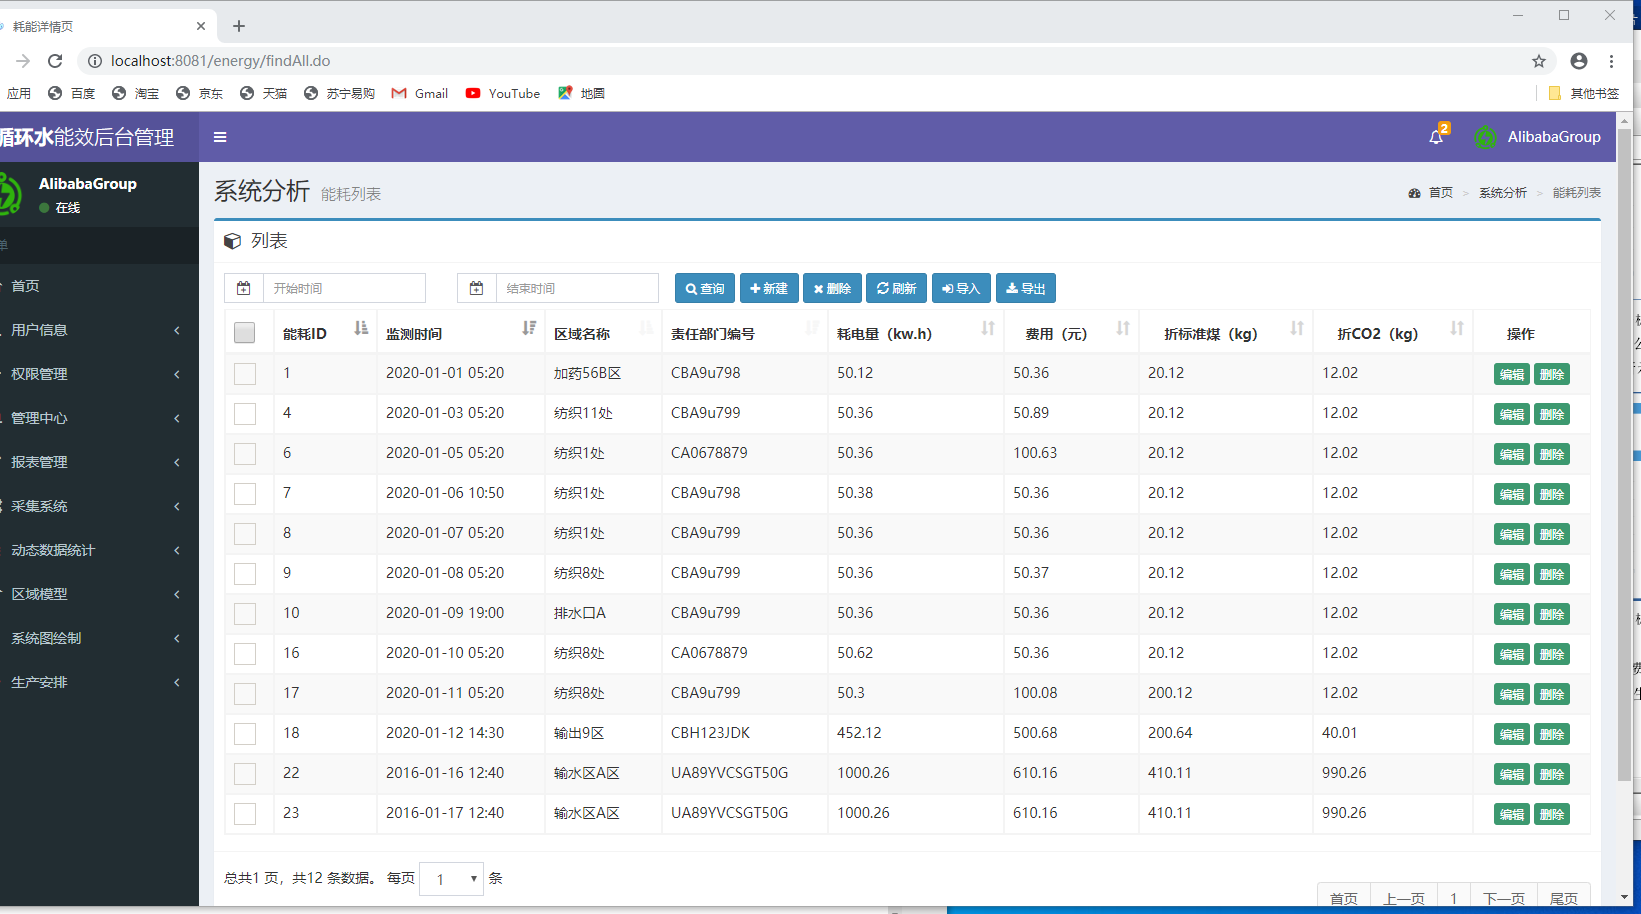 耗能详情页
localhost:8081/energy/findAll.do
应用 百度 淘宝 京东 天猫 苏宁易购 Gmail YouTube 地图 其他书签
循环水能效后台管理 2 AlibabaGroup
AlibabaGroup
在线
单
首页
用户信息
权限管理
管理中心
报表管理
采集系统
动态数据统计
区域模型
系统图绘制
生产安排
系统分析 能耗列表 首页 > 系统分析 > 能耗列表
列表
开始时间 结束时间 查询 新建 删除 刷新 导入 导出
能耗ID 监测时间 区域名称 责任部门编号 耗电量（kw.h） 费用（元） 折标准煤（kg） 折CO2（kg） 操作
1 2020-01-01 05:20 加药56B区 CBA9u798 50.12 50.36 20.12 12.02 编辑 删除
4 2020-01-03 05:20 纺织11处 CBA9u799 50.36 50.89 20.12 12.02 编辑 删除
6 2020-01-05 05:20 纺织1处 CA0678879 50.36 100.63 20.12 12.02 编辑 删除
7 2020-01-06 10:50 纺织1处 CBA9u798 50.38 50.36 20.12 12.02 编辑 删除
8 2020-01-07 05:20 纺织1处 CBA9u799 50.36 50.36 20.12 12.02 编辑 删除
9 2020-01-08 05:20 纺织8处 CBA9u799 50.36 50.37 20.12 12.02 编辑 删除
10 2020-01-09 19:00 排水口A CBA9u799 50.36 50.36 20.12 12.02 编辑 删除
16 2020-01-10 05:20 纺织8处 CA0678879 50.62 50.36 20.12 12.02 编辑 删除
17 2020-01-11 05:20 纺织8处 CBA9u799 50.3 100.08 200.12 12.02 编辑 删除
18 2020-01-12 14:30 输出9区 CBH123JDK 452.12 500.68 200.64 40.01 编辑 删除
22 2016-01-16 12:40 输水区A区 UA89YVCSGT50G 1000.26 610.16 410.11 990.26 编辑 删除
23 2016-01-17 12:40 输水区A区 UA89YVCSGT50G 1000.26 610.16 410.11 990.26 编辑 删除
总共1 页，共12 条数据。 每页 1 条
首页 上一页 1 下一页 尾页